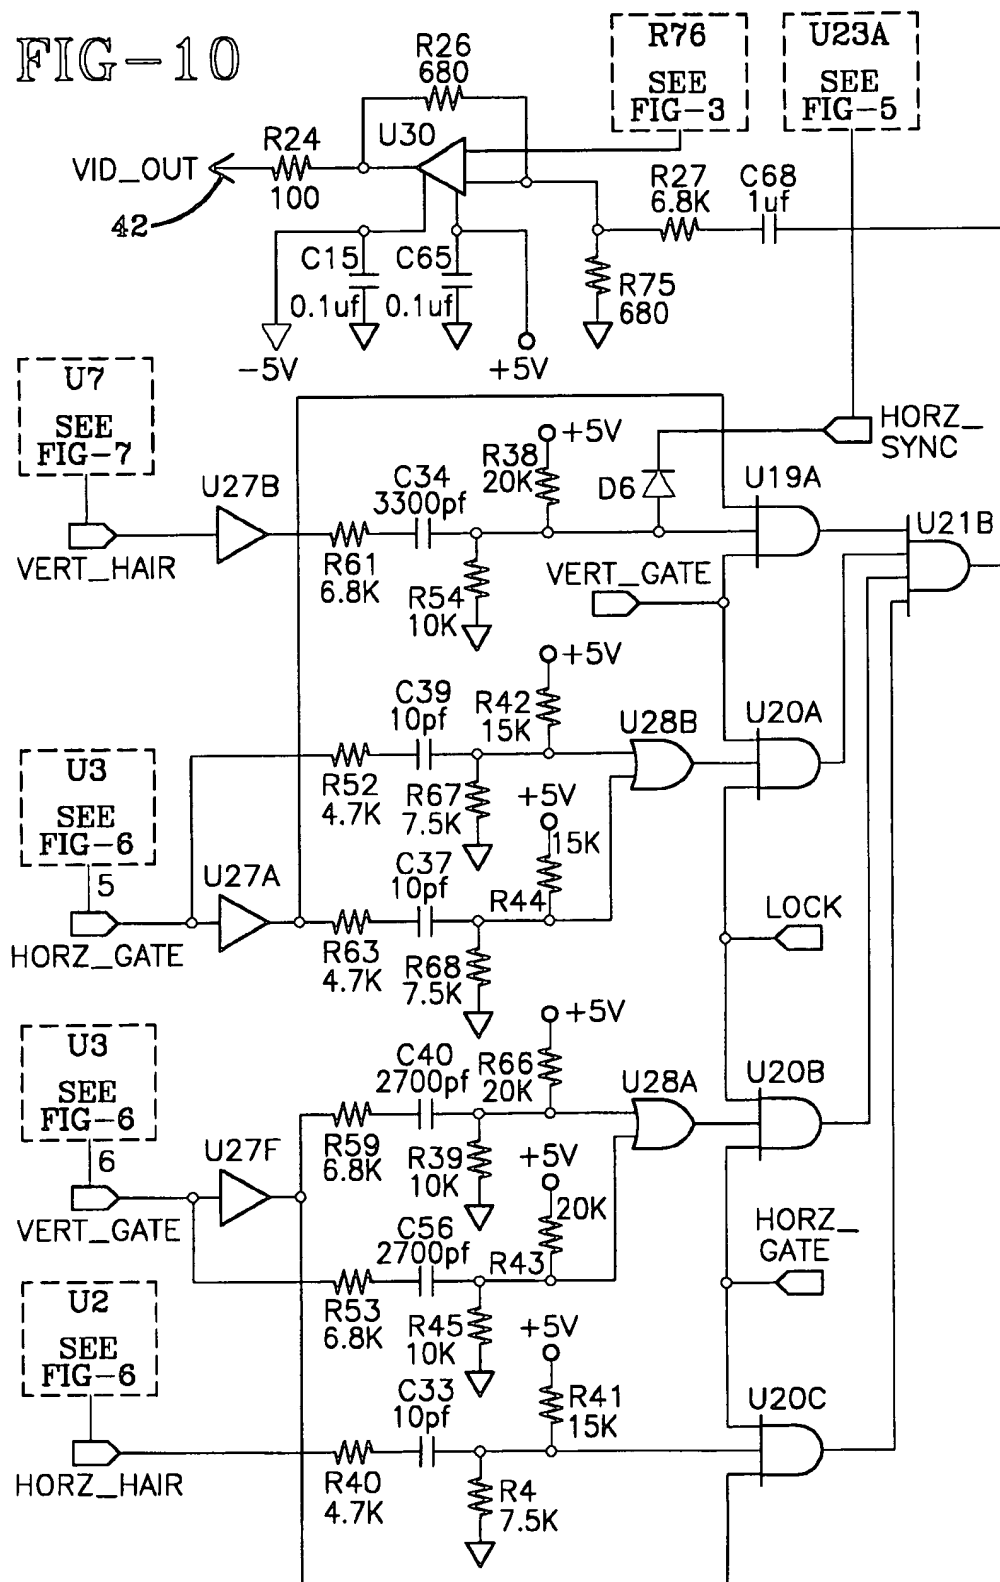 FIG-10
R26
680
R76
SEE
FIG-3
U23A
SEE
FIG-5
U30
R24
100
VID_OUT
42
R27
6.8K
C68
1uf
C15
0.1uf
C65
0.1uf
R75
680
-5V
+5V
U7
SEE
FIG-7
HORZ_
SYNC
+5V
R38
20K
C34
3300pf
D6
U19A
U27B
U21B
VERT_HAIR
R61
6.8K
R54
10K
VERT_GATE
+5V
C39
10pf
R42
15K
U28B
U20A
U3
SEE
FIG-6
5
R52
4.7K
R67
7.5K
+5V
15K
U27A
C37
10pf
R44
LOCK
HORZ_GATE
R63
4.7K
R68
7.5K
+5V
U3
SEE
FIG-6
6
C40
2700pf
R66
20K
U28A
U20B
U27F
R59
6.8K
R39
10K
+5V
20K
VERT_GATE
C56
2700pf
R43
HORZ_
GATE
U2
SEE
FIG-6
R53
6.8K
R45
10K
+5V
C33
10pf
R41
15K
U20C
HORZ_HAIR
R40
4.7K
R4
7.5K